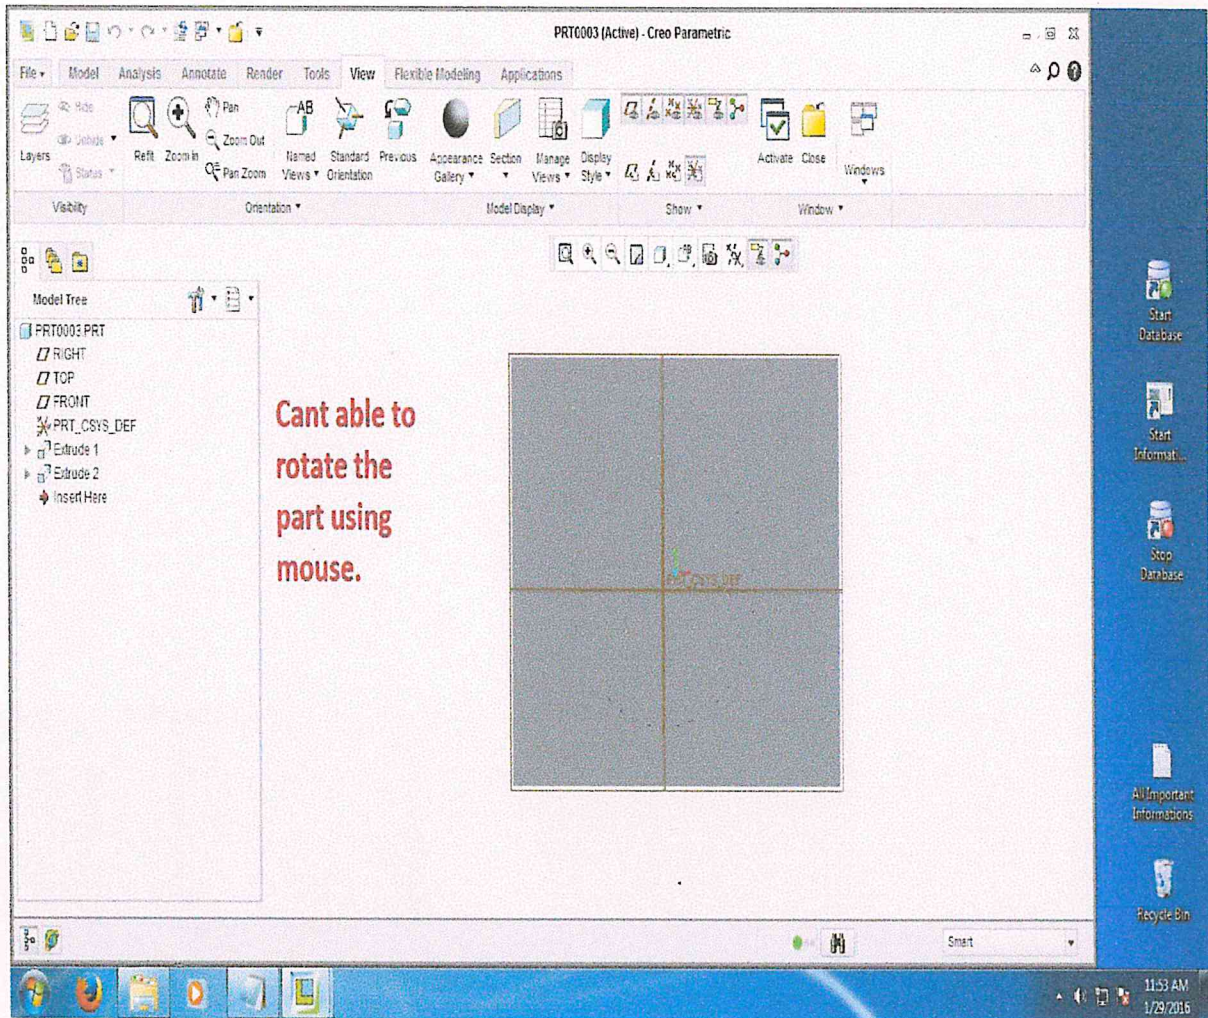 PRT0003 (Active) - Creo Parametric
File Model Analysis Annotate Render Tools View Flexible Modeling Applications
Hide
Unhide
Status
Layers
Refit
Zoom In
Pan
Zoom Out
Pan Zoom
AB
Named Views
Standard Orientation
Previous
Appearance Gallery
Section
Manage Views
Display Style
Activate
Close
Windows
Visibility
Orientation
Model Display
Show
Window
Model Tree
PRT0003.PRT
RIGHT
TOP
FRONT
PRT_CSYS_DEF
Extrude 1
Extrude 2
Insert Here
Cant able to
rotate the
part using
mouse.
PRT_CSYS_DEF
Start
Database
Start
Informati...
Stop
Database
All Important
Informations
Recycle Bin
Smart
11:53 AM
1/29/2016